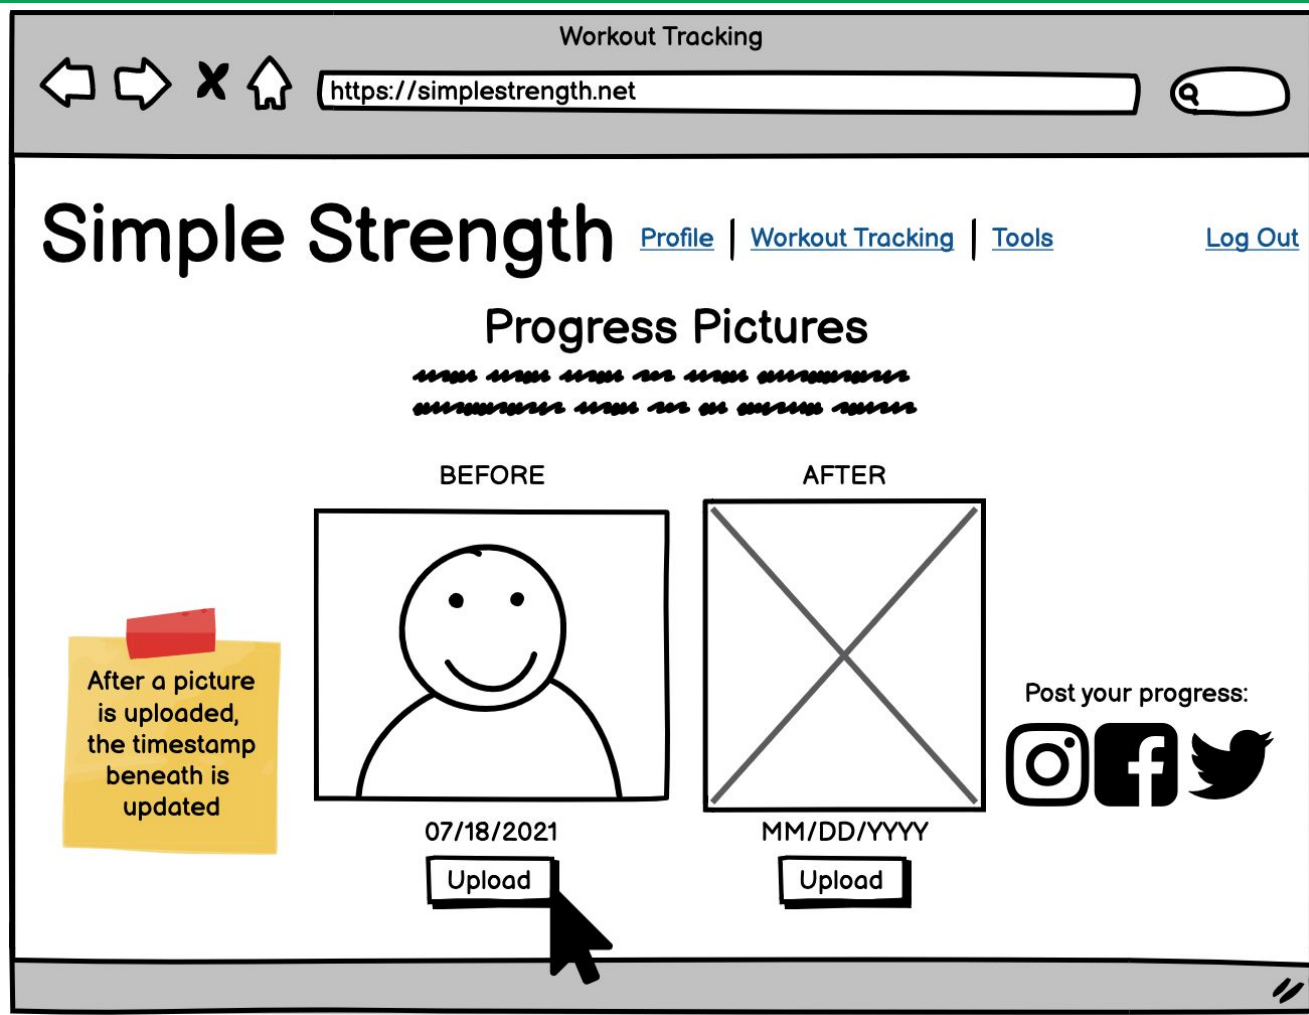 Workout Tracking
https://simplestrength.net
Simple Strength
Profile | Workout Tracking | Tools
Log Out
Progress Pictures
BEFORE
AFTER
After a picture
is uploaded,
the timestamp
beneath is
updated
Post your progress:
07/18/2021
MM/DD/YYYY
Upload
Upload